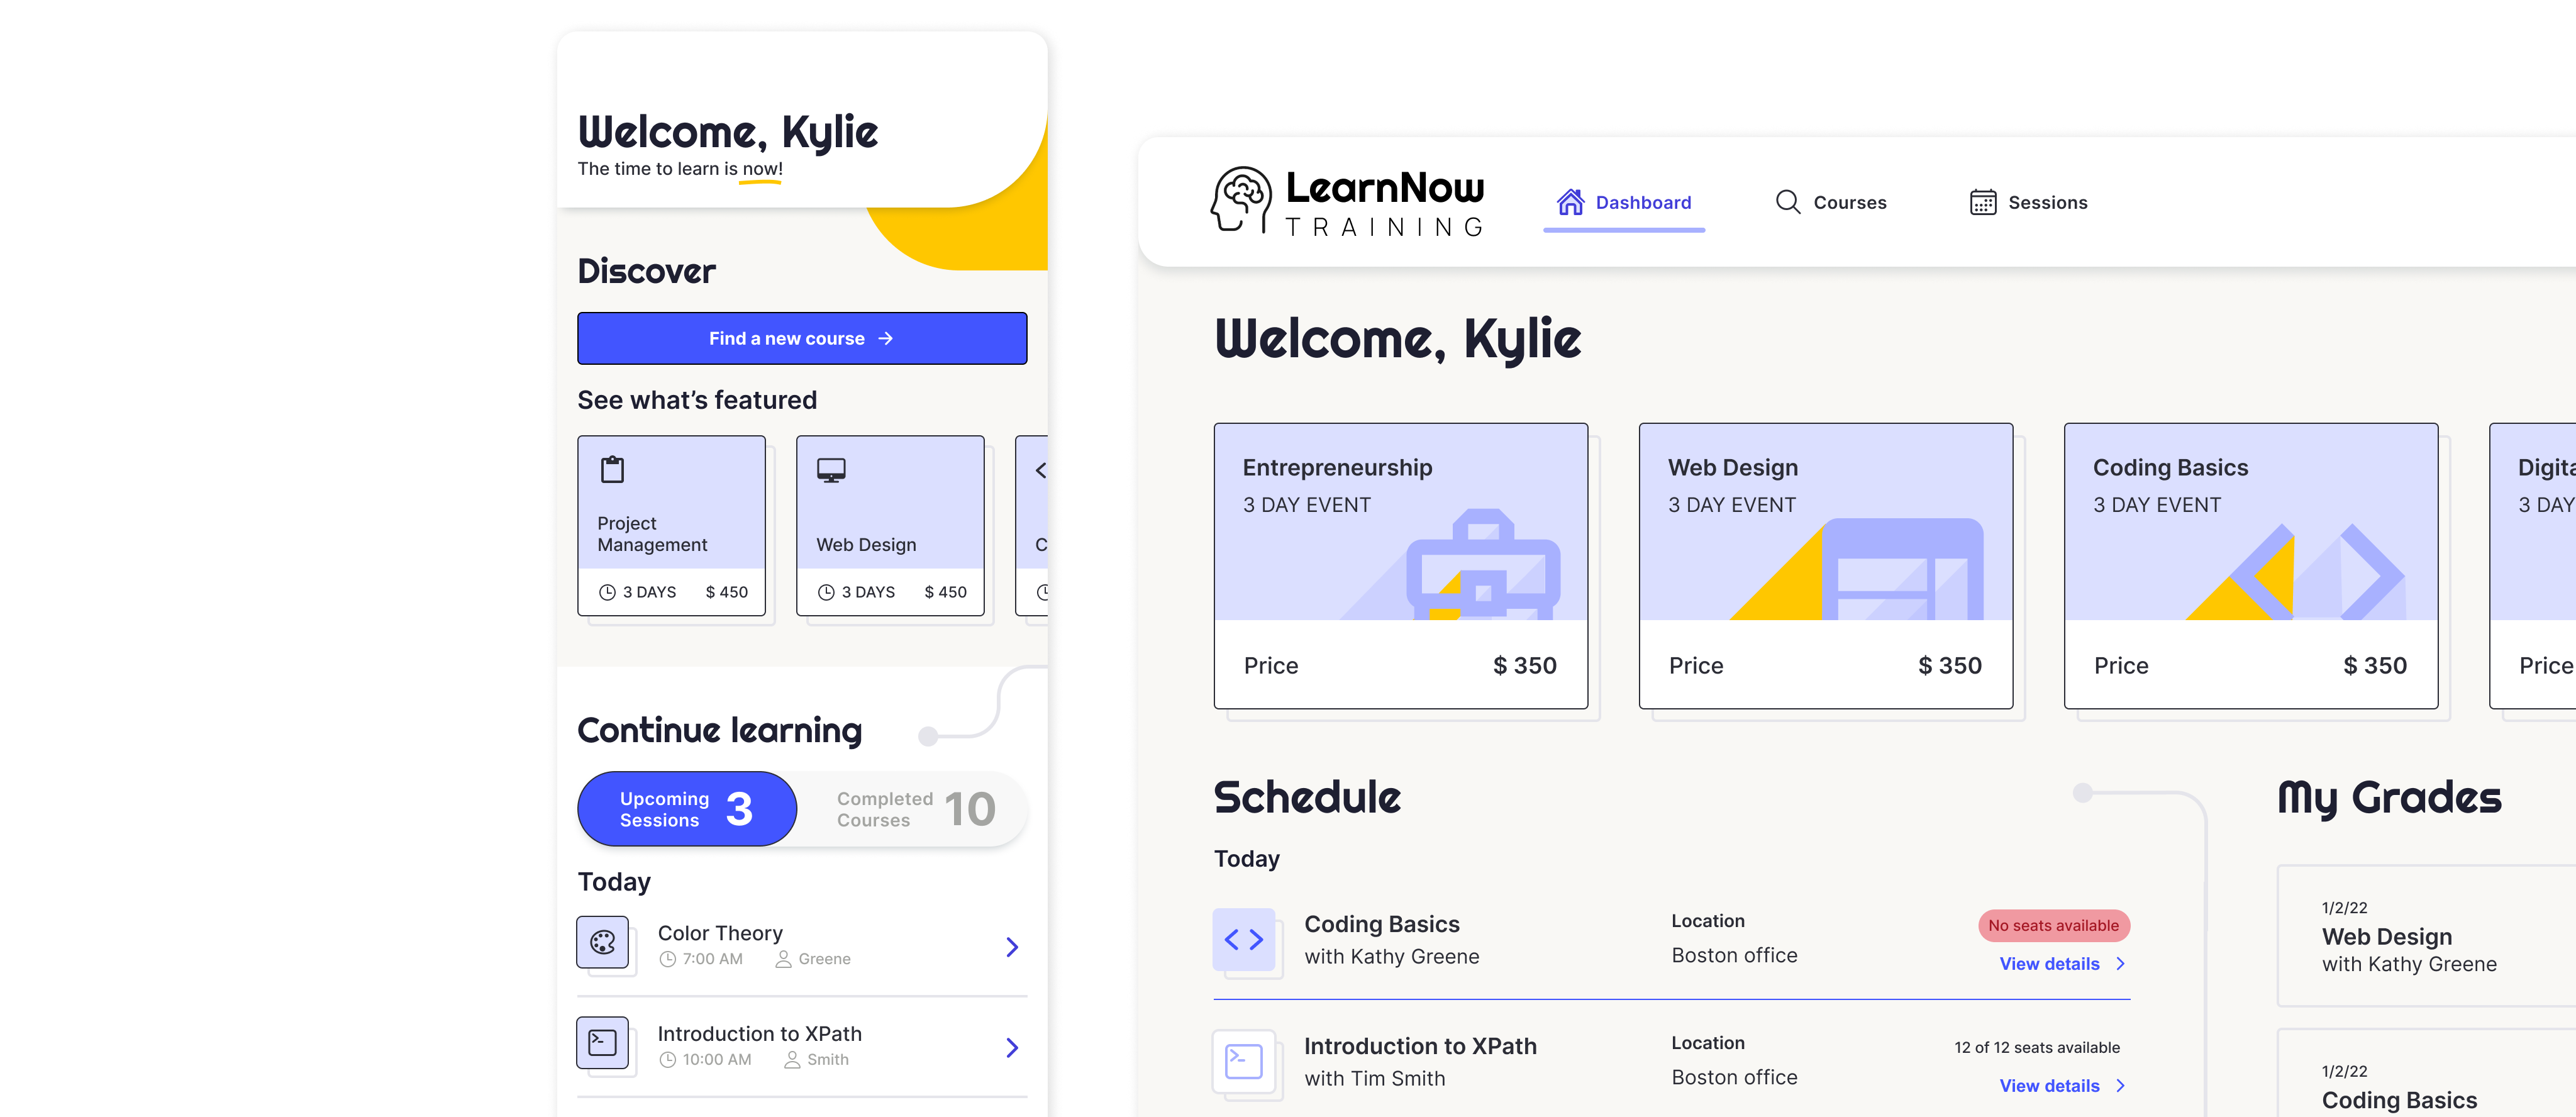 Welcome, Kylie
The time to learn is now!
Discover
Find a new course
See what’s featured
Project
Management
3 DAYS $ 450
Web Design
3 DAYS $ 450
C
Continue learning
Upcoming
Sessions
3
Completed
Courses
10
Today
Color Theory
7:00 AM Greene
Introduction to XPath
10:00 AM Smith
LearnNow
TRAINING
Dashboard
Courses
Sessions
Welcome, Kylie
Entrepreneurship
3 DAY EVENT
Price $ 350
Web Design
3 DAY EVENT
Price $ 350
Coding Basics
3 DAY EVENT
Price $ 350
Digita
3 DAY
Price
Schedule
Today
Coding Basics
with Kathy Greene
Location
Boston office
No seats available
View details
Introduction to XPath
with Tim Smith
Location
Boston office
12 of 12 seats available
View details
My Grades
1/2/22
Web Design
with Kathy Greene
1/2/22
Coding Basics